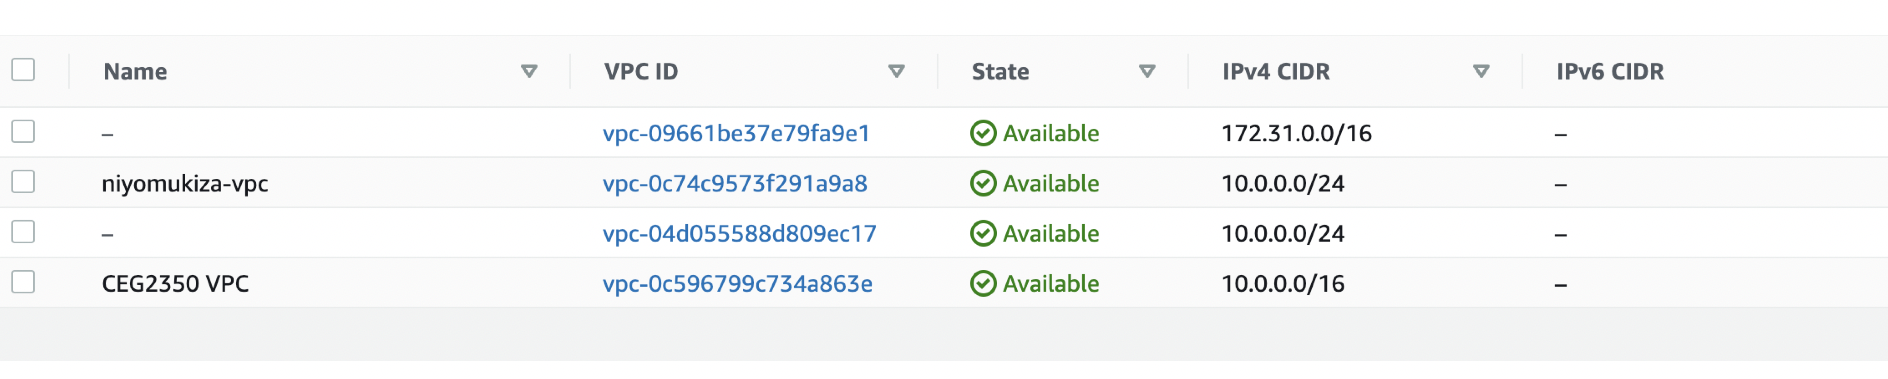 Name VPC ID State IPv4 CIDR IPv6 CIDR
– vpc-09661be37e79fa9e1 Available 172.31.0.0/16 –
niyomukiza-vpc vpc-0c74c9573f291a9a8 Available 10.0.0.0/24 –
– vpc-04d055588d809ec17 Available 10.0.0.0/24 –
CEG2350 VPC vpc-0c596799c734a863e Available 10.0.0.0/16 –